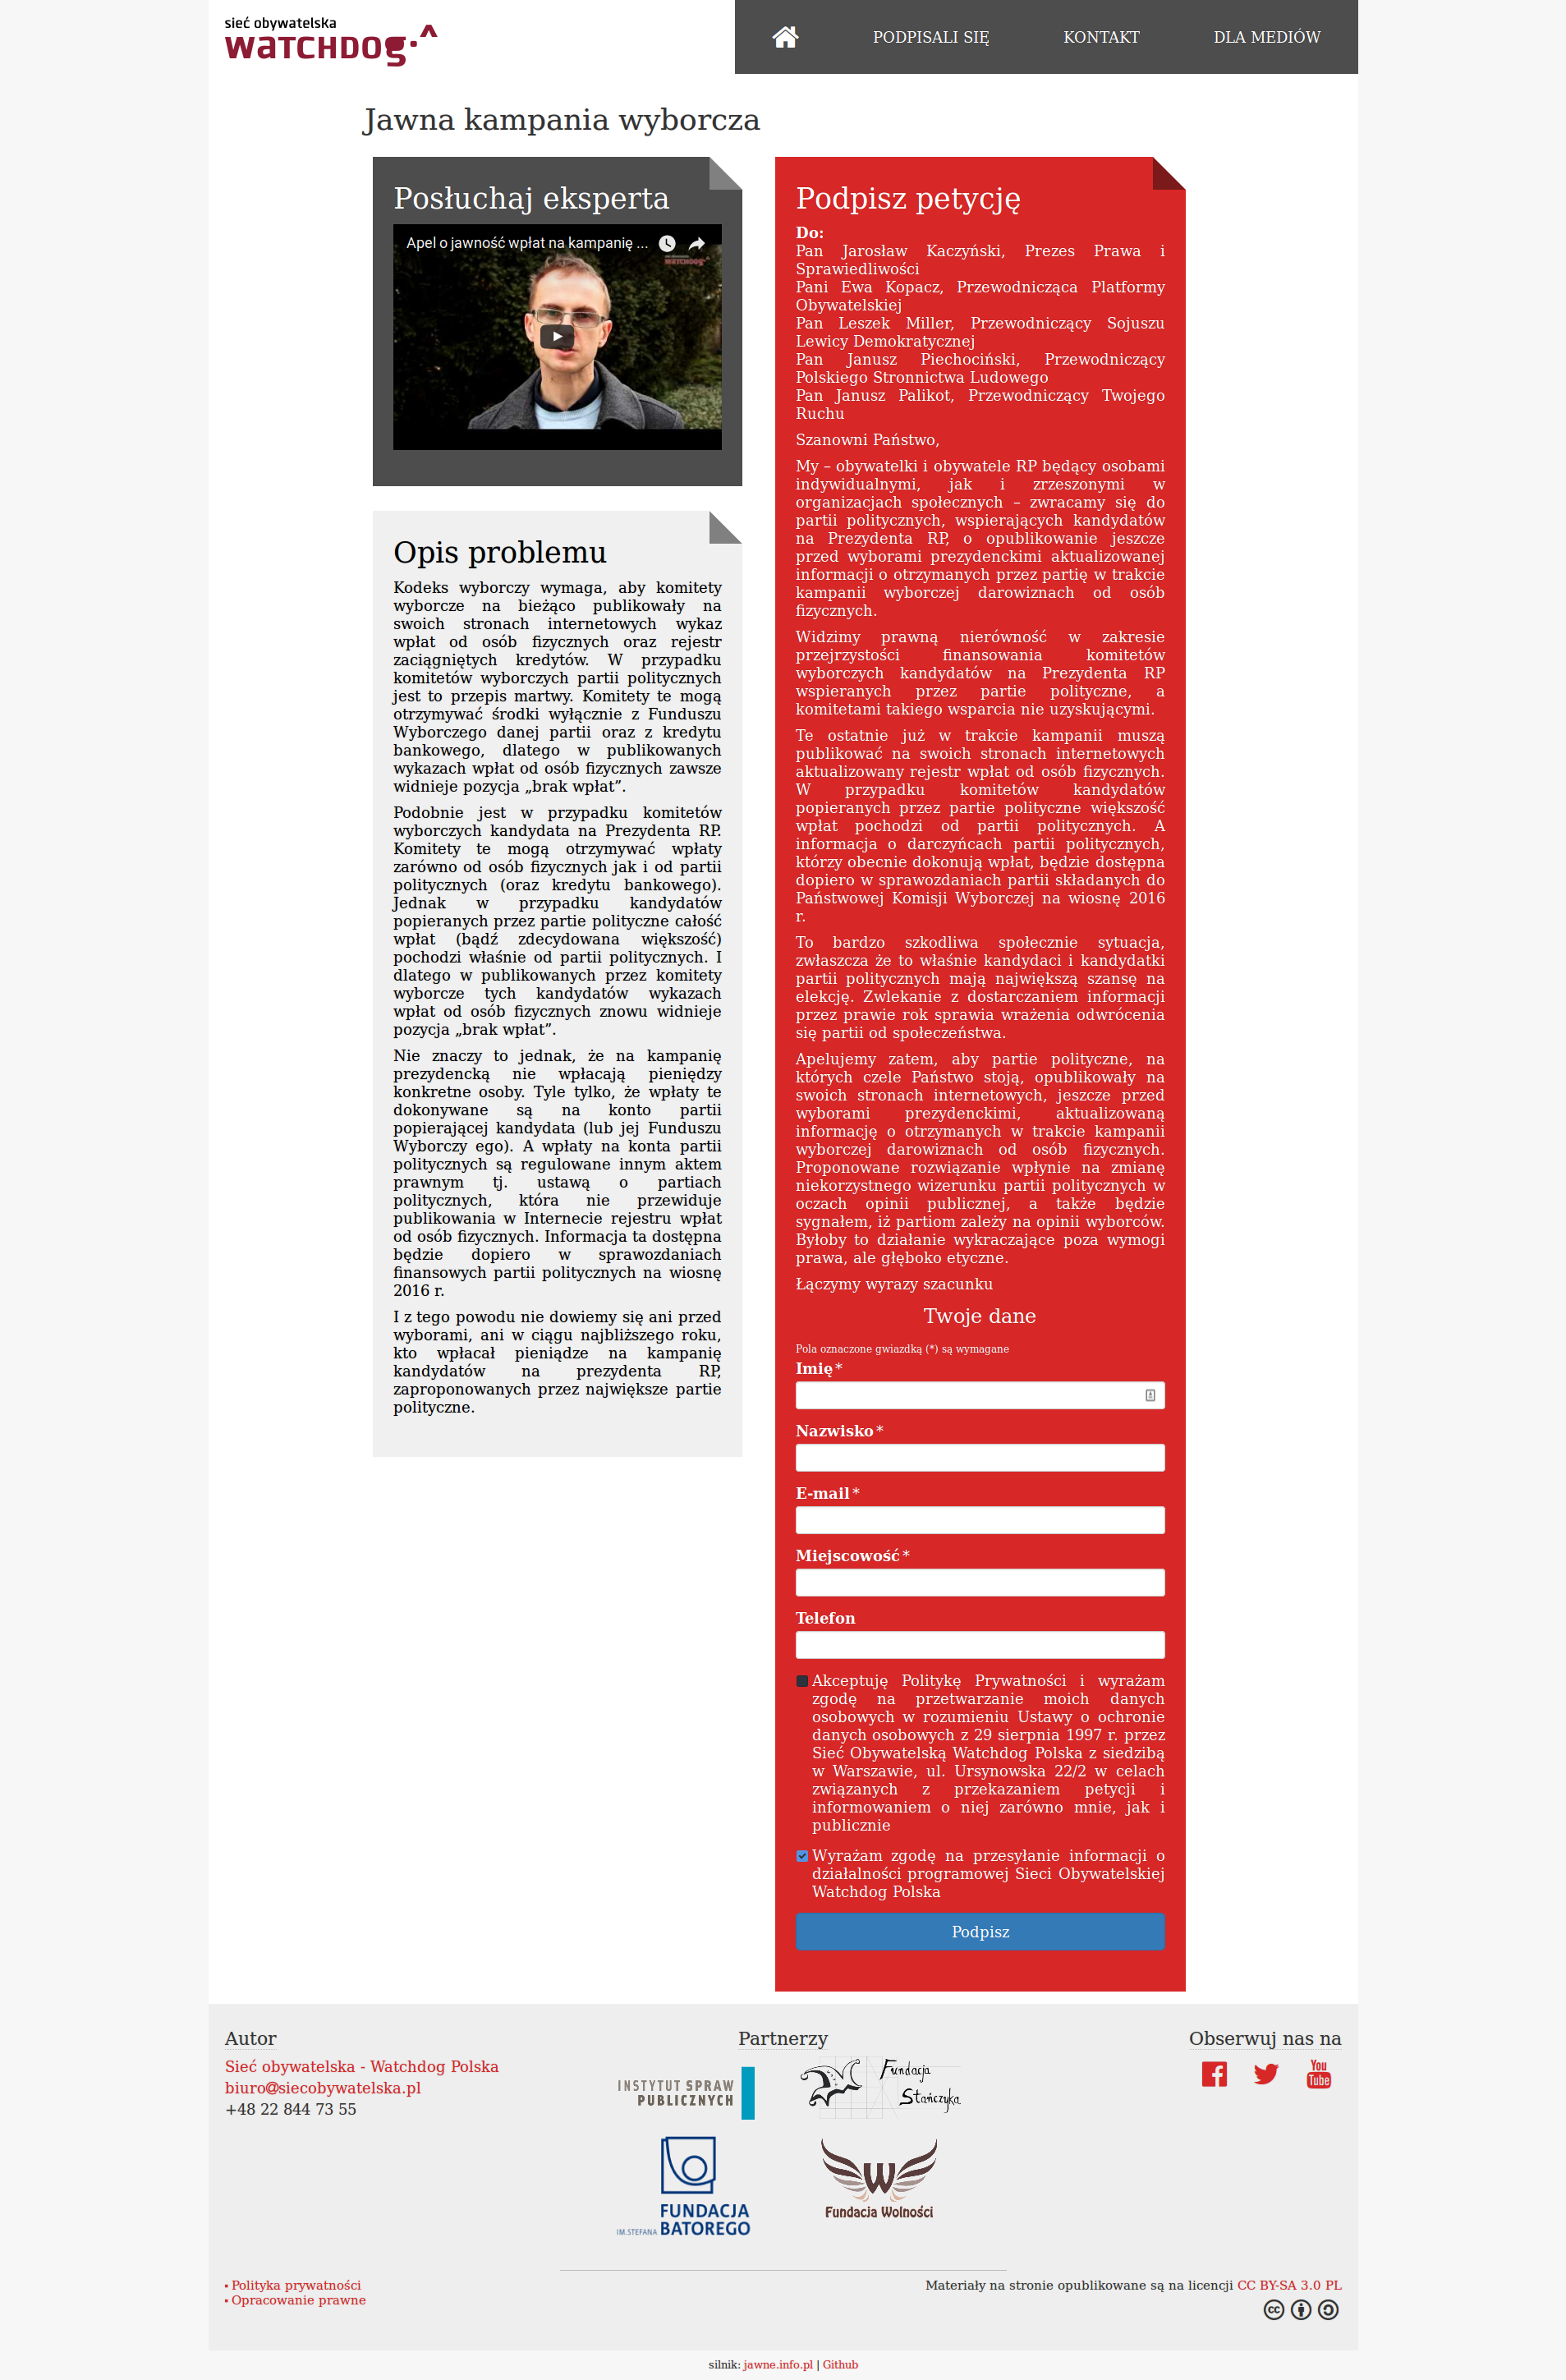 sieć obywatelska
WATCHDOG
PODPISALI SIĘ
KONTAKT
DLA MEDIÓW
Jawna kampania wyborcza
Posłuchaj eksperta
Apel o jawność wpłat na kampanię ...
WATCHDOG
Opis problemu
Kodeks wyborczy wymaga, aby komitety
wyborcze na bieżąco publikowały na
swoich stronach internetowych wykaz
wpłat od osób fizycznych oraz rejestr
zaciągniętych kredytów. W przypadku
komitetów wyborczych partii politycznych
jest to przepis martwy. Komitety te mogą
otrzymywać środki wyłącznie z Funduszu
Wyborczego danej partii oraz z kredytu
bankowego, dlatego w publikowanych
wykazach wpłat od osób fizycznych zawsze
widnieje pozycja „brak wpłat”.
Podobnie jest w przypadku komitetów
wyborczych kandydata na Prezydenta RP.
Komitety te mogą otrzymywać wpłaty
zarówno od osób fizycznych jak i od partii
politycznych (oraz kredytu bankowego).
Jednak w przypadku kandydatów
popieranych przez partie polityczne całość
wpłat (bądź zdecydowana większość)
pochodzi właśnie od partii politycznych. I
dlatego w publikowanych przez komitety
wyborcze tych kandydatów wykazach
wpłat od osób fizycznych znowu widnieje
pozycja „brak wpłat”.
Nie znaczy to jednak, że na kampanię
prezydencką nie wpłacają pieniędzy
konkretne osoby. Tyle tylko, że wpłaty te
dokonywane są na konto partii
popierającej kandydata (lub jej Funduszu
Wyborczy ego). A wpłaty na konta partii
politycznych są regulowane innym aktem
prawnym tj. ustawą o partiach
politycznych, która nie przewiduje
publikowania w Internecie rejestru wpłat
od osób fizycznych. Informacja ta dostępna
będzie dopiero w sprawozdaniach
finansowych partii politycznych na wiosnę
2016 r.
I z tego powodu nie dowiemy się ani przed
wyborami, ani w ciągu najbliższego roku,
kto wpłacał pieniądze na kampanię
kandydatów na prezydenta RP,
zaproponowanych przez największe partie
polityczne.
Podpisz petycję
Do:
Pan Jarosław Kaczyński, Prezes Prawa i
Sprawiedliwości
Pani Ewa Kopacz, Przewodnicząca Platformy
Obywatelskiej
Pan Leszek Miller, Przewodniczący Sojuszu
Lewicy Demokratycznej
Pan Janusz Piechociński, Przewodniczący
Polskiego Stronnictwa Ludowego
Pan Janusz Palikot, Przewodniczący Twojego
Ruchu
Szanowni Państwo,
My – obywatelki i obywatele RP będący osobami
indywidualnymi, jak i zrzeszonymi w
organizacjach społecznych – zwracamy się do
partii politycznych, wspierających kandydatów
na Prezydenta RP, o opublikowanie jeszcze
przed wyborami prezydenckimi aktualizowanej
informacji o otrzymanych przez partię w trakcie
kampanii wyborczej darowiznach od osób
fizycznych.
Widzimy prawną nierówność w zakresie
przejrzystości finansowania komitetów
wyborczych kandydatów na Prezydenta RP
wspieranych przez partie polityczne, a
komitetami takiego wsparcia nie uzyskującymi.
Te ostatnie już w trakcie kampanii muszą
publikować na swoich stronach internetowych
aktualizowany rejestr wpłat od osób fizycznych.
W przypadku komitetów kandydatów
popieranych przez partie polityczne większość
wpłat pochodzi od partii politycznych. A
informacja o darczyńcach partii politycznych,
którzy obecnie dokonują wpłat, będzie dostępna
dopiero w sprawozdaniach partii składanych do
Państwowej Komisji Wyborczej na wiosnę 2016
r.
To bardzo szkodliwa społecznie sytuacja,
zwłaszcza że to właśnie kandydaci i kandydatki
partii politycznych mają największą szansę na
elekcję. Zwlekanie z dostarczaniem informacji
przez prawie rok sprawia wrażenia odwrócenia
się partii od społeczeństwa.
Apelujemy zatem, aby partie polityczne, na
których czele Państwo stoją, opublikowały na
swoich stronach internetowych, jeszcze przed
wyborami prezydenckimi, aktualizowaną
informację o otrzymanych w trakcie kampanii
wyborczej darowiznach od osób fizycznych.
Proponowane rozwiązanie wpłynie na zmianę
niekorzystnego wizerunku partii politycznych w
oczach opinii publicznej, a także będzie
sygnałem, iż partiom zależy na opinii wyborców.
Byłoby to działanie wykraczające poza wymogi
prawa, ale głęboko etyczne.
Łączymy wyrazy szacunku
Twoje dane
Pola oznaczone gwiazdką (*) są wymagane
Imię*
Nazwisko*
E-mail*
Miejscowość*
Telefon
Akceptuję Politykę Prywatności i wyrażam
zgodę na przetwarzanie moich danych
osobowych w rozumieniu Ustawy o ochronie
danych osobowych z 29 sierpnia 1997 r. przez
Sieć Obywatelską Watchdog Polska z siedzibą
w Warszawie, ul. Ursynowska 22/2 w celach
związanych z przekazaniem petycji i
informowaniem o niej zarówno mnie, jak i
publicznie
Wyrażam zgodę na przesyłanie informacji o
działalności programowej Sieci Obywatelskiej
Watchdog Polska
Podpisz
Autor
Sieć obywatelska - Watchdog Polska
biuro@siecobywatelska.pl
+48 22 844 73 55
Partnerzy
INSTYTUT SPRAW
PUBLICZNYCH
Fundacja
Stańczyka
IM.STEFANA FUNDACJA
BATOREGO
W
Fundacja Wolności
Obserwuj nas na
You
Tube
• Polityka prywatności
• Opracowanie prawne
Materiały na stronie opublikowane są na licencji CC BY-SA 3.0 PL
cc
silnik: jawne.info.pl | Github